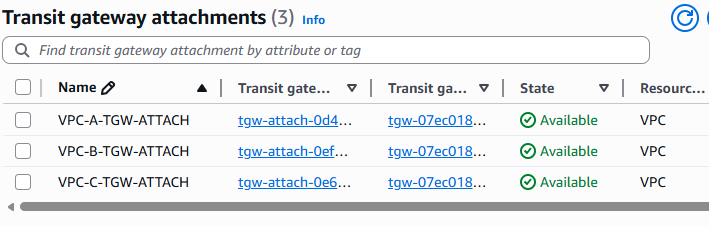 Transit gateway attachments (3) Info
Find transit gateway attachment by attribute or tag
Name Transit gate... Transit ga... State Resourc...
VPC-A-TGW-ATTACH tgw-attach-0d4... tgw-07ec018... Available VPC
VPC-B-TGW-ATTACH tgw-attach-0ef... tgw-07ec018... Available VPC
VPC-C-TGW-ATTACH tgw-attach-0e6... tgw-07ec018... Available VPC